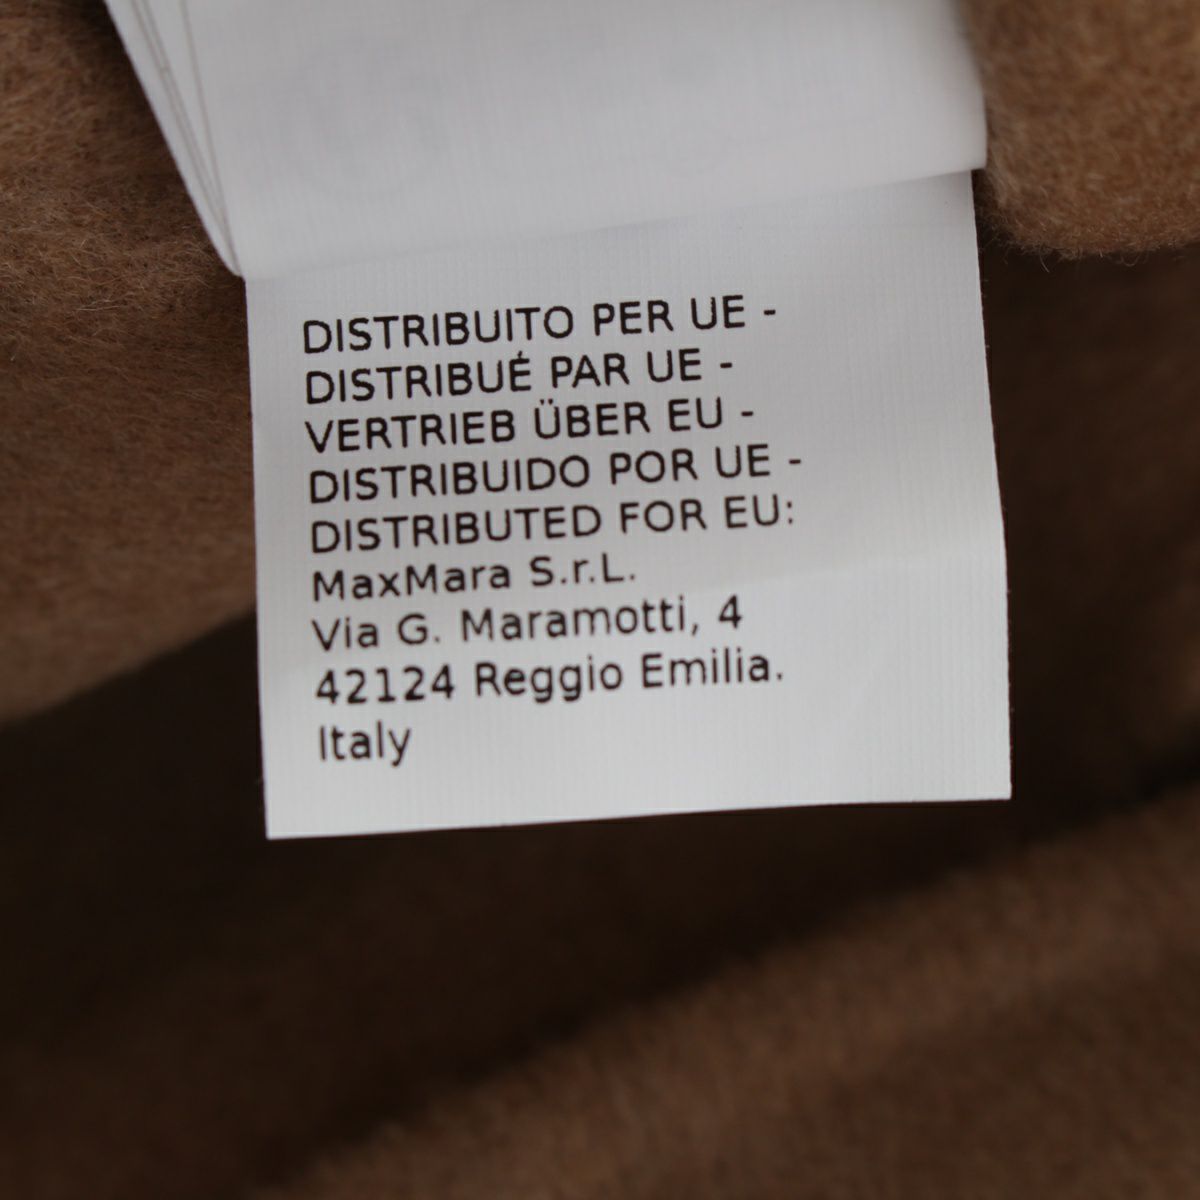 DISTRIBUITO PER UE -
DISTRIBUÉ PAR UE -
VERTRIEB ÜBER EU -
DISTRIBUIDO POR UE -
DISTRIBUTED FOR EU:
MaxMara S.r.L.
Via G. Maramotti, 4
42124 Reggio Emilia.
Italy